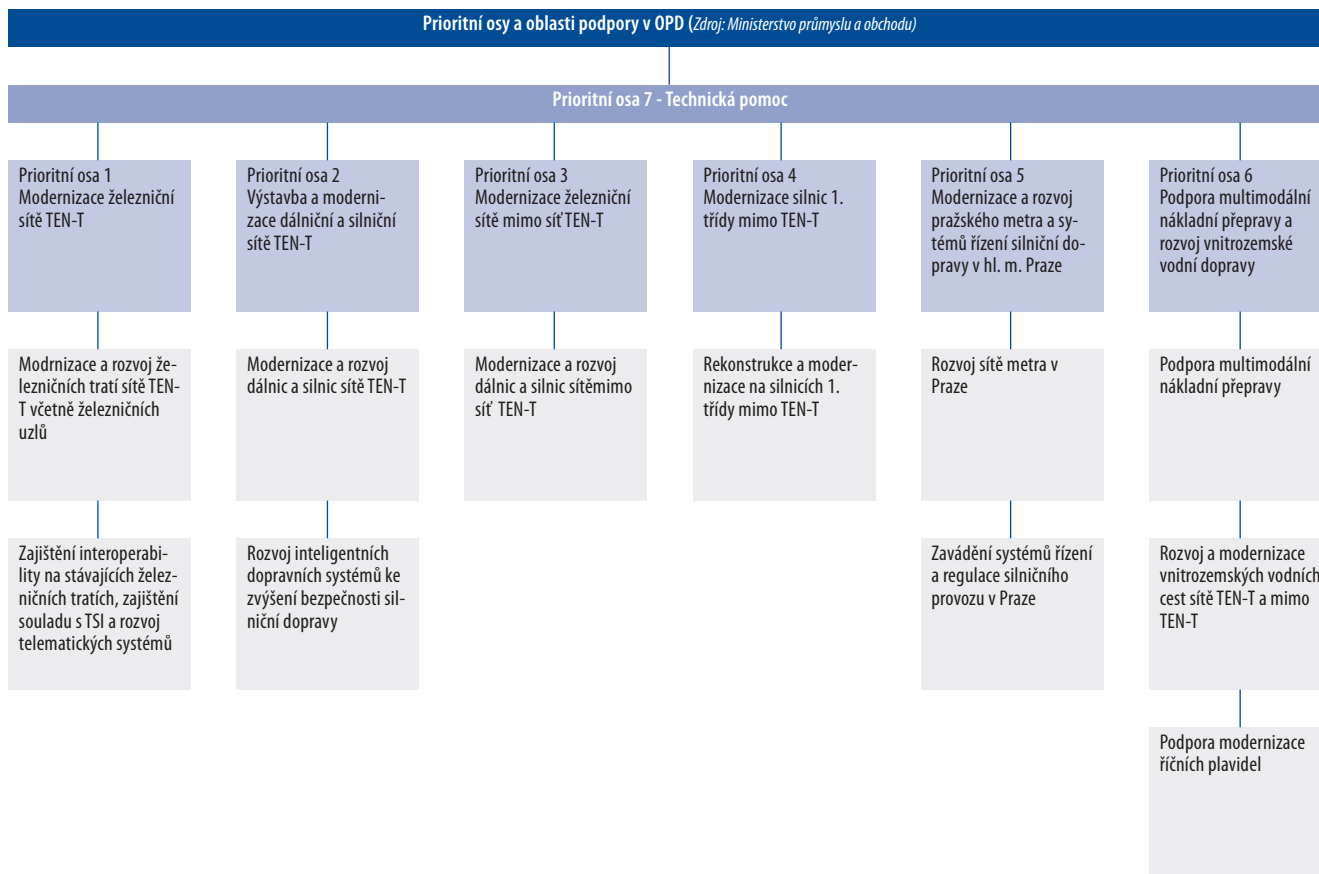 Prioritní osy a oblasti podpory v OPD (Zdroj: Ministerstvo průmyslu a obchodu)
Prioritní osa 7 - Technická pomoc
Prioritní osa 1
Modernizace železniční
sítě TEN-T
Prioritní osa 2
Výstavba a moderni-
zace dálniční a silniční
sítě TEN-T
Prioritní osa 3
Modernizace železniční
sítě mimo síť TEN-T
Prioritní osa 4
Modernizace silnic 1.
třídy mimo TEN-T
Prioritní osa 5
Modernizace a rozvoj
pražského metra a sy-
témů řízení silniční do-
pravy v hl. m. Praze
Prioritní osa 6
Podpora multimodální
nákladní přepravy a
rozvoj vnitrozemské
vodní dopravy
Modrnizace a rozvoj že-
lezničních tratí sítě TEN-
T včetně železničních
uzlů
Modernizace a rozvoj
dálnic a silnic sítě TEN-T
Modernizace a rozvoj
dálnic a silnic sítěmimo
síť TEN-T
Rekonstrukce a moder-
nizace na silnicích 1.
třídy mimo TEN-T
Rozvoj sítě metra v
Praze
Podpora multimodální
nákladní přepravy
Zajištění interoperabi-
lity na stávajících želez-
ničních tratích, zajištění
souladu s TSI a rozvoj
telematických systémů
Rozvoj inteligentních
dopravních systémů ke
zvýšení bezpečnosti sil-
niční dopravy
Zavádění systémů řízení
a regulace silničního
provozu v Praze
Rozvoj a modernizace
vnitrozemských vodních
cest sítě TEN-T a mimo
TEN-T
Podpora modernizace
říčních plavidel